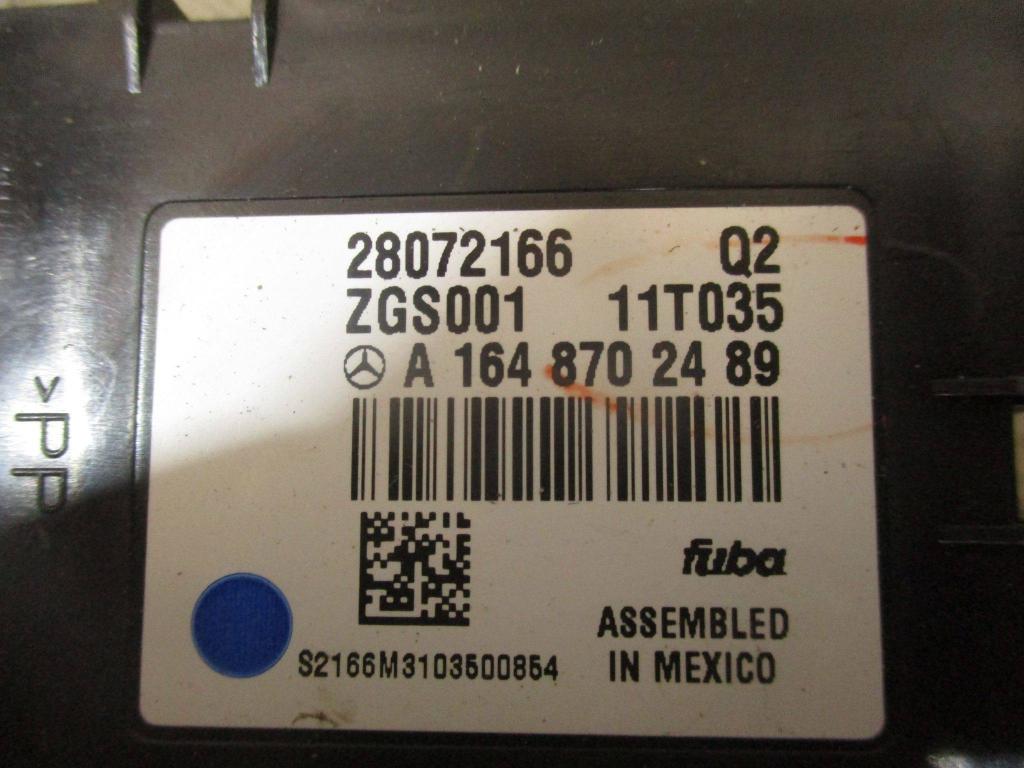 28072166 Q2
ZGS001 11T035
A 164 870 24 89
fuba
ASSEMBLED
IN MEXICO
S2166M3103500854
>PP